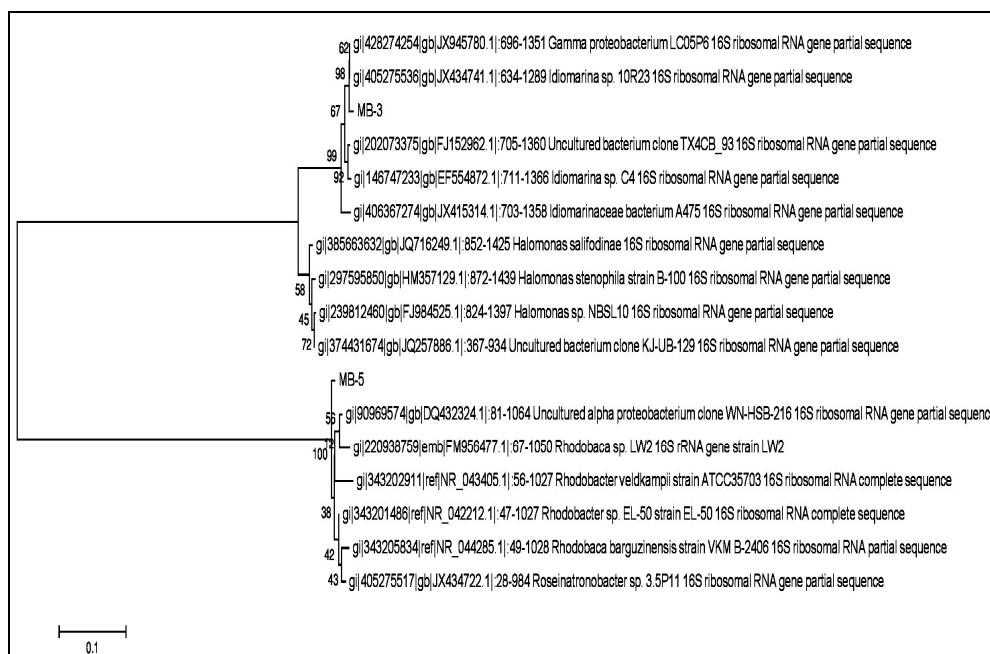 62 gi|428274254|gb|JX945780.1|:696-1351 Gamma proteobacterium LC05P6 16S ribosomal RNA gene partial sequence
98 gi|405275536|gb|JX434741.1|:634-1289 Idiomarina sp. 10R23 16S ribosomal RNA gene partial sequence
67 MB-3
gi|202073375|gb|FJ152962.1|:705-1360 Uncultured bacterium clone TX4CB_93 16S ribosomal RNA gene partial sequence
99
92 gi|146747233|gb|EF554872.1|:711-1366 Idiomarina sp. C4 16S ribosomal RNA gene partial sequence
gi|406367274|gb|JX415314.1|:703-1358 Idiomarinaceae bacterium A475 16S ribosomal RNA gene partial sequence
gi|385663632|gb|JQ716249.1|:852-1425 Halomonas salifodinae 16S ribosomal RNA gene partial sequence
gi|297595850|gb|HM357129.1|:872-1439 Halomonas stenophila strain B-100 16S ribosomal RNA gene partial sequence
58
45 gi|239812460|gb|FJ984525.1|:824-1397 Halomonas sp. NBSL10 16S ribosomal RNA gene partial sequence
72 gi|374431674|gb|JQ257886.1|:367-934 Uncultured bacterium clone KJ-UB-129 16S ribosomal RNA gene partial sequence
MB-5
56 gi|90969574|gb|DQ432324.1|:81-1064 Uncultured alpha proteobacterium clone WN-HSB-216 16S ribosomal RNA gene partial sequenc
gi|220938759|emb|FM956477.1|:67-1050 Rhodobaca sp. LW2 16S rRNA gene strain LW2
100
gi|343202911|ref|NR_043405.1|:56-1027 Rhodobacter veldkampii strain ATCC35703 16S ribosomal RNA complete sequence
38 gi|343201486|ref|NR_042212.1|:47-1027 Rhodobacter sp. EL-50 strain EL-50 16S ribosomal RNA complete sequence
42 gi|343205834|ref|NR_044285.1|:49-1028 Rhodobaca barguzinensis strain VKM B-2406 16S ribosomal RNA partial sequence
43 gi|405275517|gb|JX434722.1|:28-984 Roseinatronobacter sp. 3.5P11 16S ribosomal RNA gene partial sequence
0.1